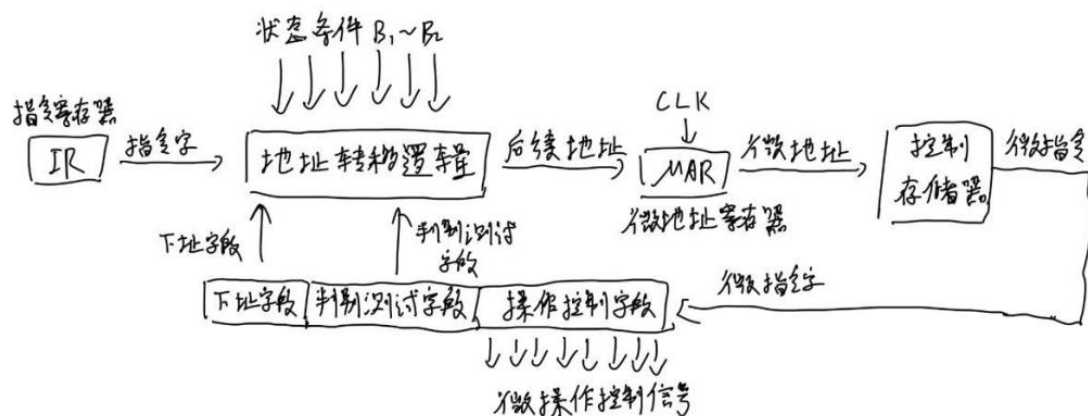 状态条件 B₁~B₂
CLK
指令寄存器
IR
指令字
地址转移逻辑
后续地址
μAR
微地址
控制
存储器
微指令
微地址寄存器
下址字段
判别测试
字段
微指令字
下址字段 判别测试字段 操作控制字段
微操作控制信号